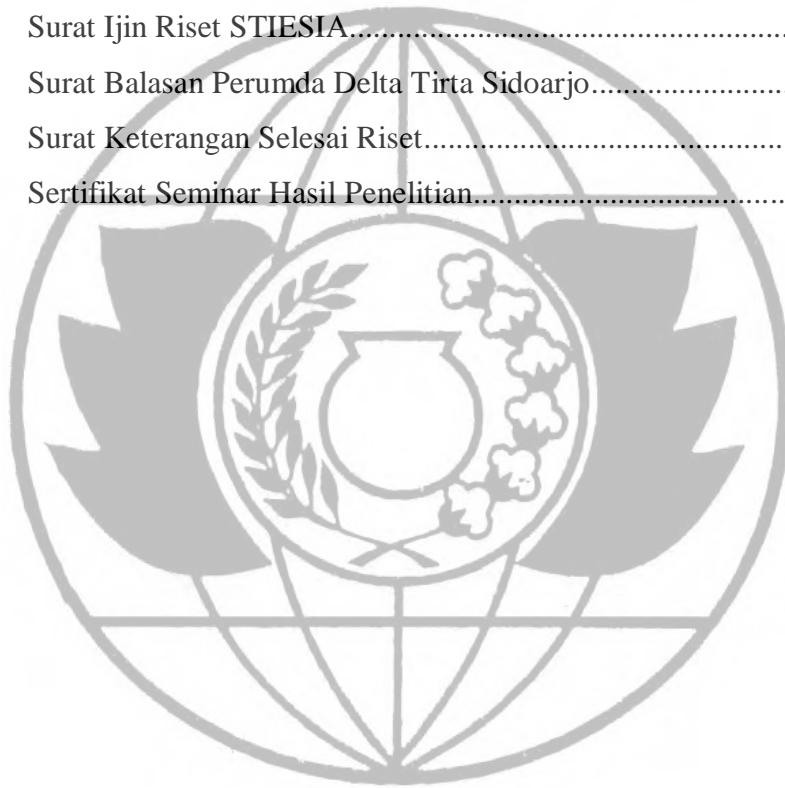 Surat Ijin Riset STIESIA....................................................
Surat Balasan Perumda Delta Tirta Sidoarjo.......................
Surat Keterangan Selesai Riset............................................
Sertifikat Seminar Hasil Penelitian.....................................